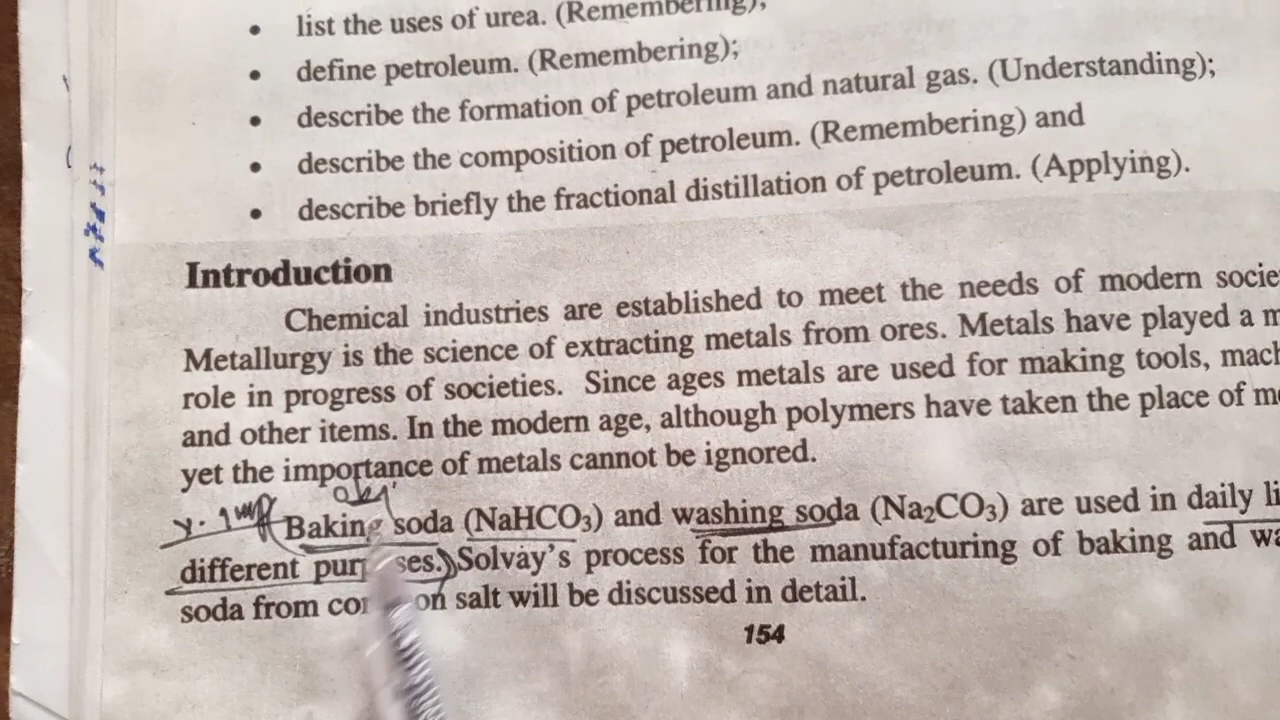 • list the uses of urea. (Remembering);
• define petroleum. (Remembering);
• describe the formation of petroleum and natural gas. (Understanding);
• describe the composition of petroleum. (Remembering) and
• describe briefly the fractional distillation of petroleum. (Applying).
Introduction
Chemical industries are established to meet the needs of modern socie
Metallurgy is the science of extracting metals from ores. Metals have played a m
role in progress of societies. Since ages metals are used for making tools, mach
and other items. In the modern age, although polymers have taken the place of me
yet the importance of metals cannot be ignored.
Baking soda (NaHCO₃) and washing soda (Na₂CO₃) are used in daily li
different pur ses. Solvay's process for the manufacturing of baking and wa
soda from co on salt will be discussed in detail.
154